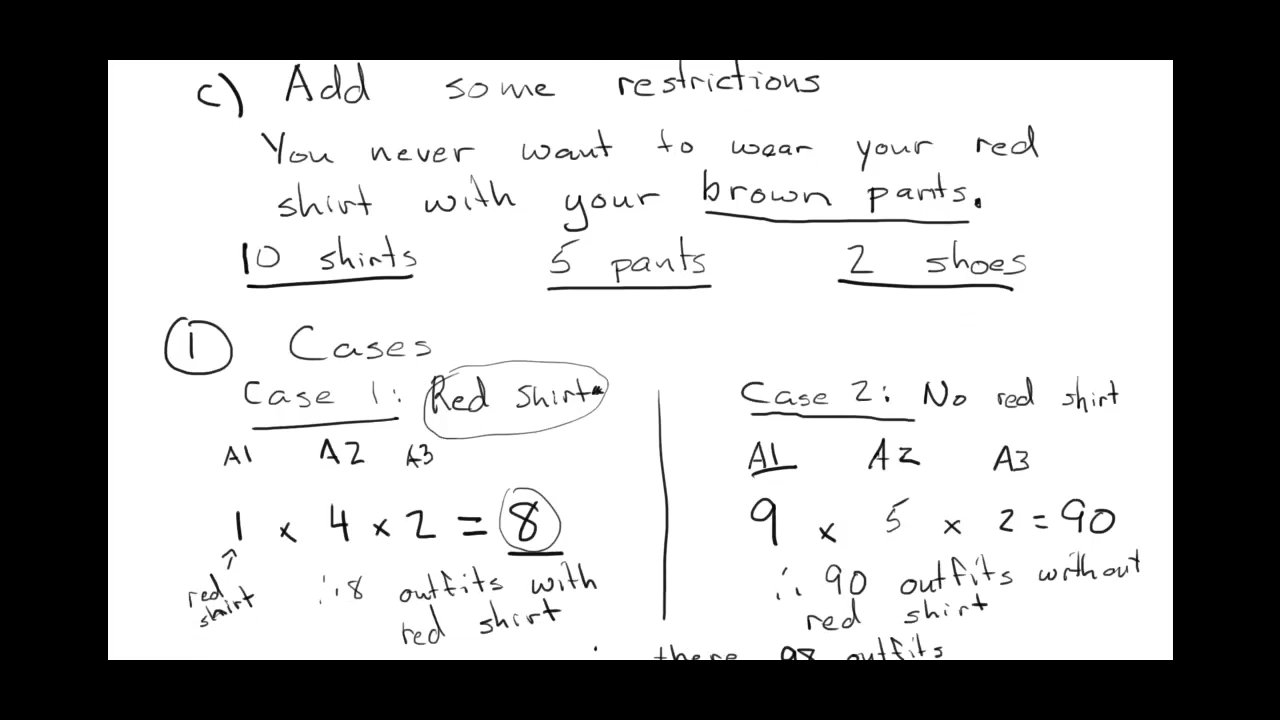 c) Add some restrictions
You never want to wear your red
shirt with your brown pants.
10 shirts 5 pants 2 shoes
① Cases
Case 1: Red shirt
Case 2: No red shirt
A1 A2 A3
A1 A2 A3
1 x 4 x 2 = 8
9 x 5 x 2 = 90
red
shirt
∴ 8 outfits with
red shirt
∴ 90 outfits without
red shirt
there 98 outfits